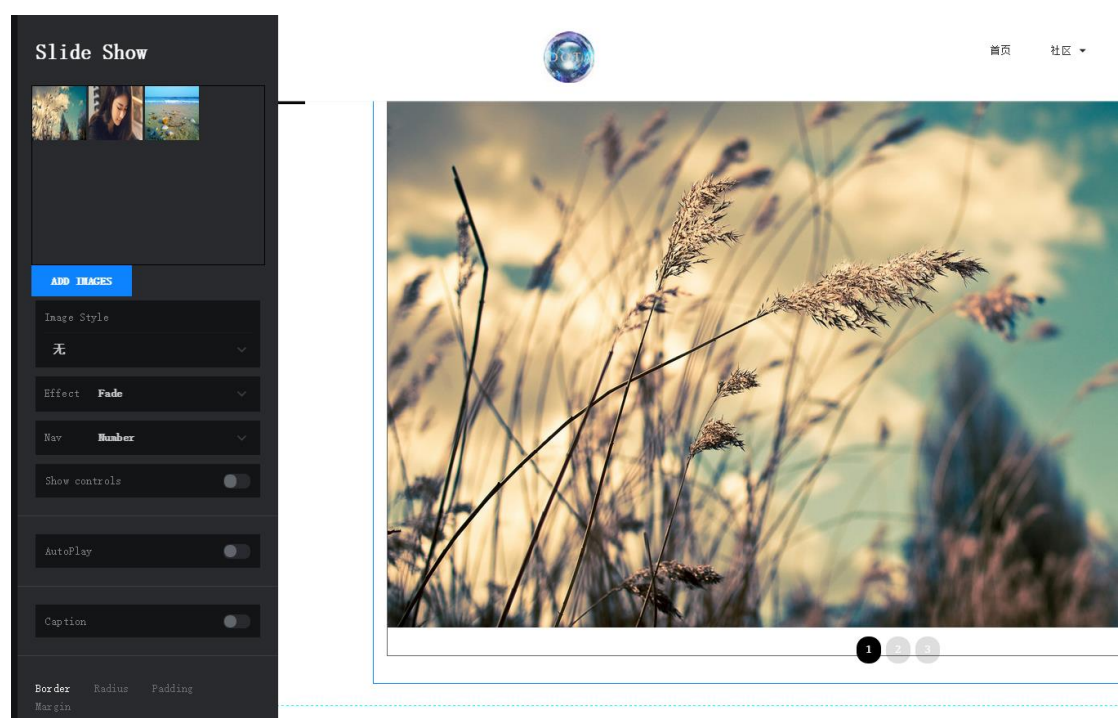 Slide Show
ADD IMAGES
Image Style
无
Effect Fade
Nav Number
Show controls
AutoPlay
Caption
Border Radius Padding
Margin
首页 社区
1 2 3